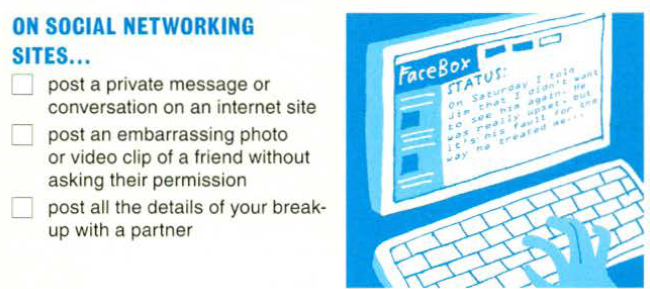 ON SOCIAL NETWORKING
SITES...
post a private message or
conversation on an internet site
post an embarrassing photo
or video clip of a friend without
asking their permission
post all the details of your break-
up with a partner
FaceBox
STATUS:
On Saturday I told
Jim that I didn't want
to see him again. He
was really upset, but
it's his fault for the
way he treated me...